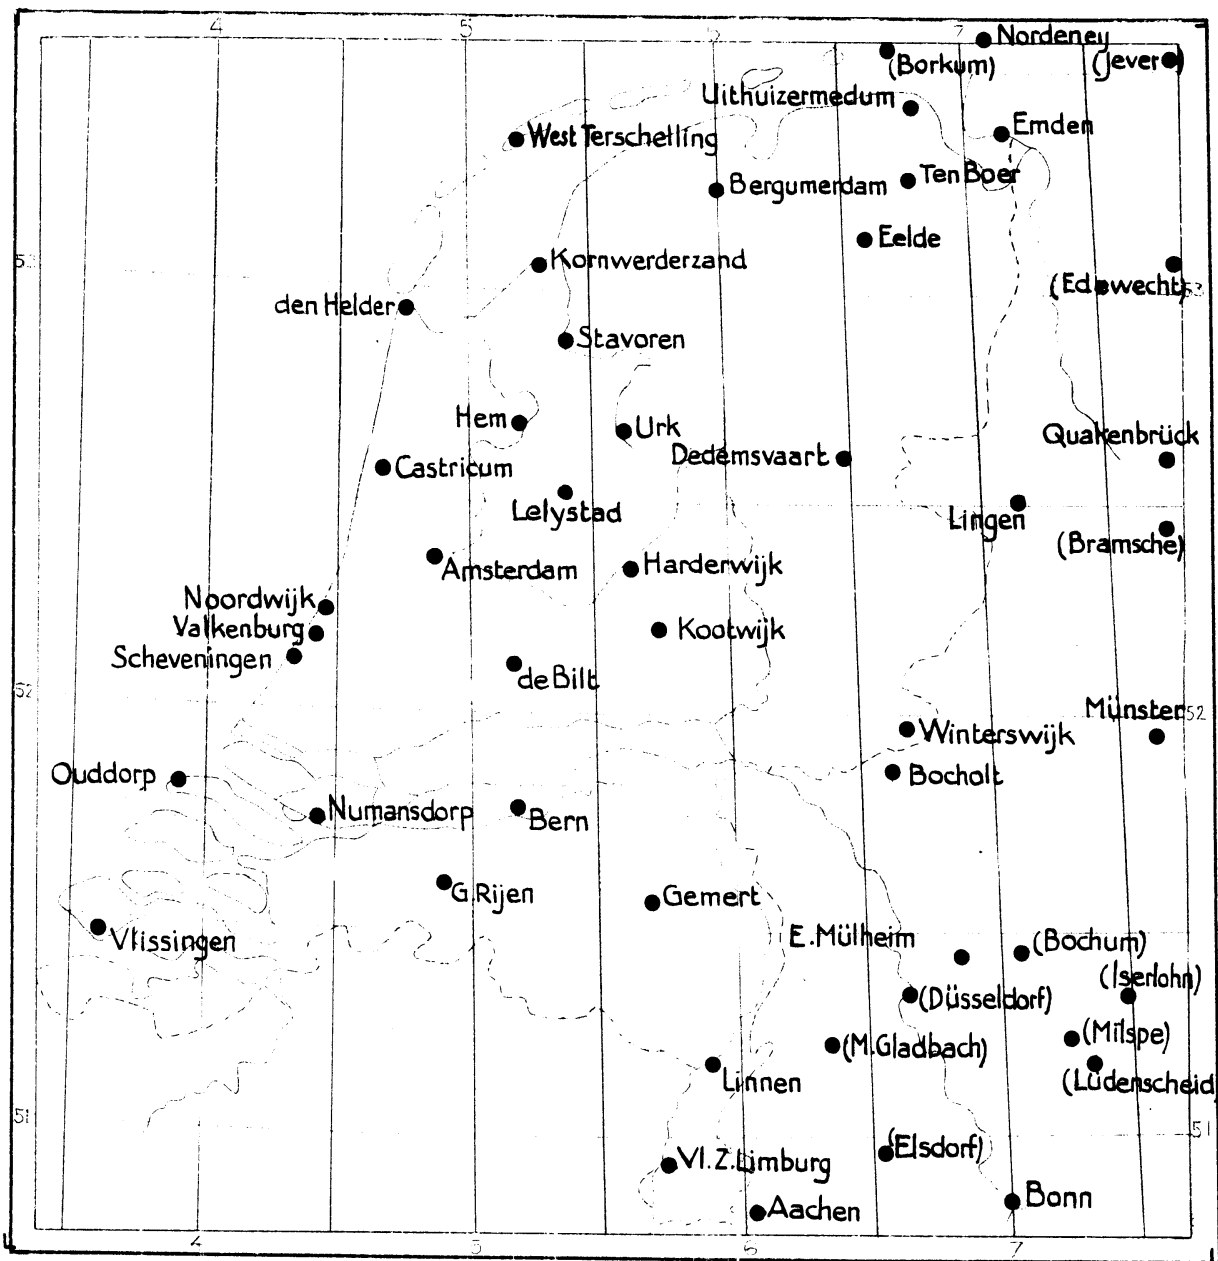 4 5 6 7
Nordeney
(Borkum)
(Jever)
Uithuizermedum
Emden
West Terschelling
Ten Boer
Bergumerdam
Eelde
53
Kornwerderzand
(Edewecht)
53
den Helder
Stavoren
Hem
Urk
Quakenbrück
Dedemsvaart
Castricum
Lelystad
Lingen
(Bramsche)
Amsterdam
Harderwijk
Noordwijk
Valkenburg
Kootwijk
Scheveningen
de Bilt
52
Münster
52
Winterswijk
Ouddorp
Bocholt
Numansdorp
Bern
G.Rijen
Gemert
Vlissingen
E.Mülheim
(Bochum)
(Iserlohn)
(Düsseldorf)
(Milspe)
(M.Gladbach)
Linnen
(Lüdenscheid)
51
51
(Elsdorf)
Vl.Z.Limburg
Bonn
Aachen
4 5 6 7